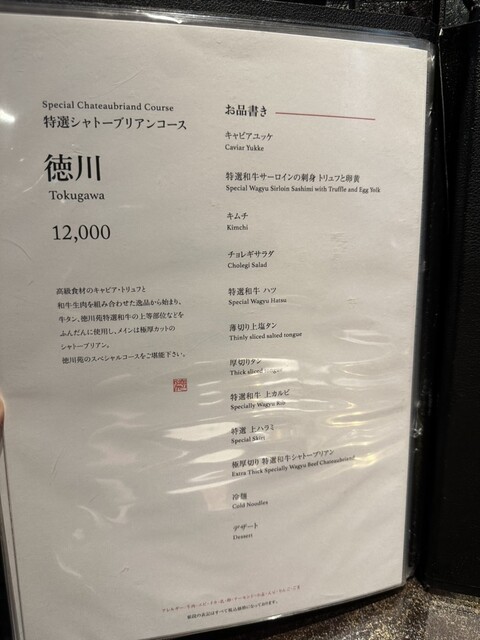 Special Chateaubriand Course
特選シャトーブリアンコース
徳川
Tokugawa
12,000
高級食材のキャビア・トリュフと
和牛生肉を組み合わせた逸品から始まり、
牛タン、徳川苑特選和牛の上等部位などを
ふんだんに使用し、メインは極厚カットの
シャトーブリアン。
徳川苑のスペシャルコースをご堪能下さい。
お品書き
キャビアユッケ
Caviar Yukke
特選和牛サーロインの刺身 トリュフと卵黄
Special Wagyu Sirloin Sashimi with Truffle and Egg Yolk
キムチ
Kimchi
チョレギサラダ
Cholegi Salad
特選和牛 ハツ
Special Wagyu Hatsu
薄切り上塩タン
Thinly sliced salted tongue
厚切りタン
Thick sliced tongue
特選和牛 上カルビ
Specially Wagyu Rib
特選 上ハラミ
Special Skirt
極厚切り 特選和牛シャトーブリアン
Extra Thick Specially Wagyu Beef Chateaubriand
冷麺
Cold Noodles
デザート
Dessert